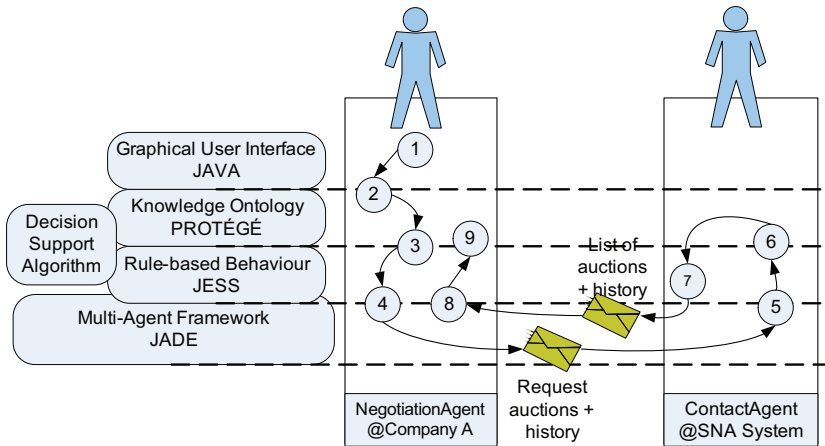 Graphical User Interface
JAVA
Knowledge Ontology
PROTÉGÉ
Decision
Support
Algorithm
Rule-based Behaviour
JESS
Multi-Agent Framework
JADE
1
2
3
4
9
8
List of
auctions
+ history
6
7
5
Request
auctions +
history
NegotiationAgent
@Company A
ContactAgent
@SNA System